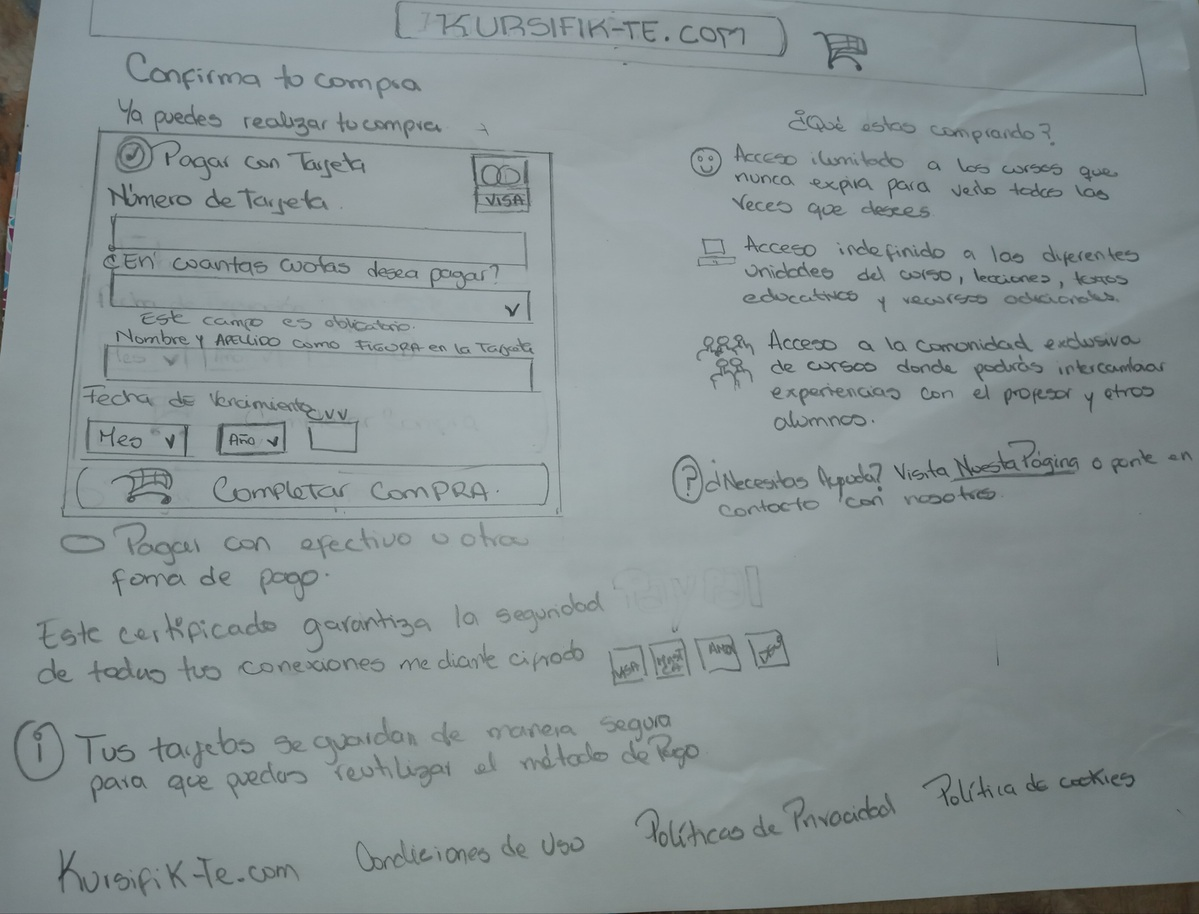 KURSIFIK-TE.COM
Confirma tu compra
Ya puedes realizar tu compra
Pagar con Tarjeta
VISA
Número de Tarjeta.
¿En cuantas cuotas desea pagar?
Este campo es obligatorio.
Nombre y APELLIDO como FIGURA en la Tarjeta
Fecha de Vencimiento CVV
Mes Año
COMPLETAR COMPRA.
Pagar con efectivo u otra
forma de pago.
Este certificado garantiza la seguridad
de todas tus conexiones mediante cifrado
VISA
i Tus tarjetas se guardan de manera segura
para que puedas reutilizar el método de Pago.
¿Qué estas comprando?
Acceso ilimitado a los cursos que
nunca expira para verlo todas las
veces que desees.
Acceso indefinido a las diferentes
unidades del curso, lecciones, textos
educativos y recursos adicionales.
Acceso a la comunidad exclusiva
de cursos donde podrás intercambiar
experiencias con el profesor y otros
alumnos.
? ¿Necesitas Ayuda? Visita Nuestra Página o ponte en
contacto con nosotros.
Kursifik-Te.com Condiciones de Uso Políticas de Privacidad Política de cookies